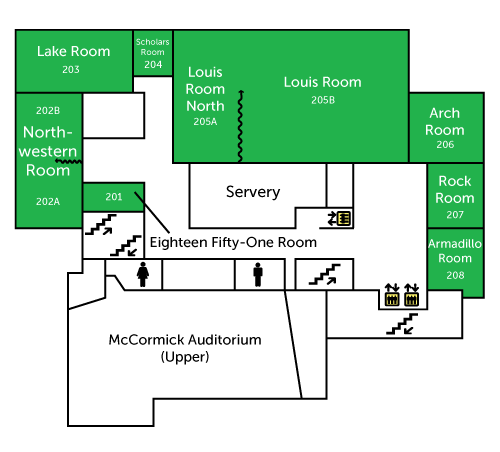 Lake Room
203
Scholars
Room
204
Louis
Room
North
205A
Louis Room
205B
Arch
Room
206
202B
North-
western
Room
202A
201
Eighteen Fifty-One Room
Servery
Rock
Room
207
Armadillo
Room
208
McCormick Auditorium
(Upper)